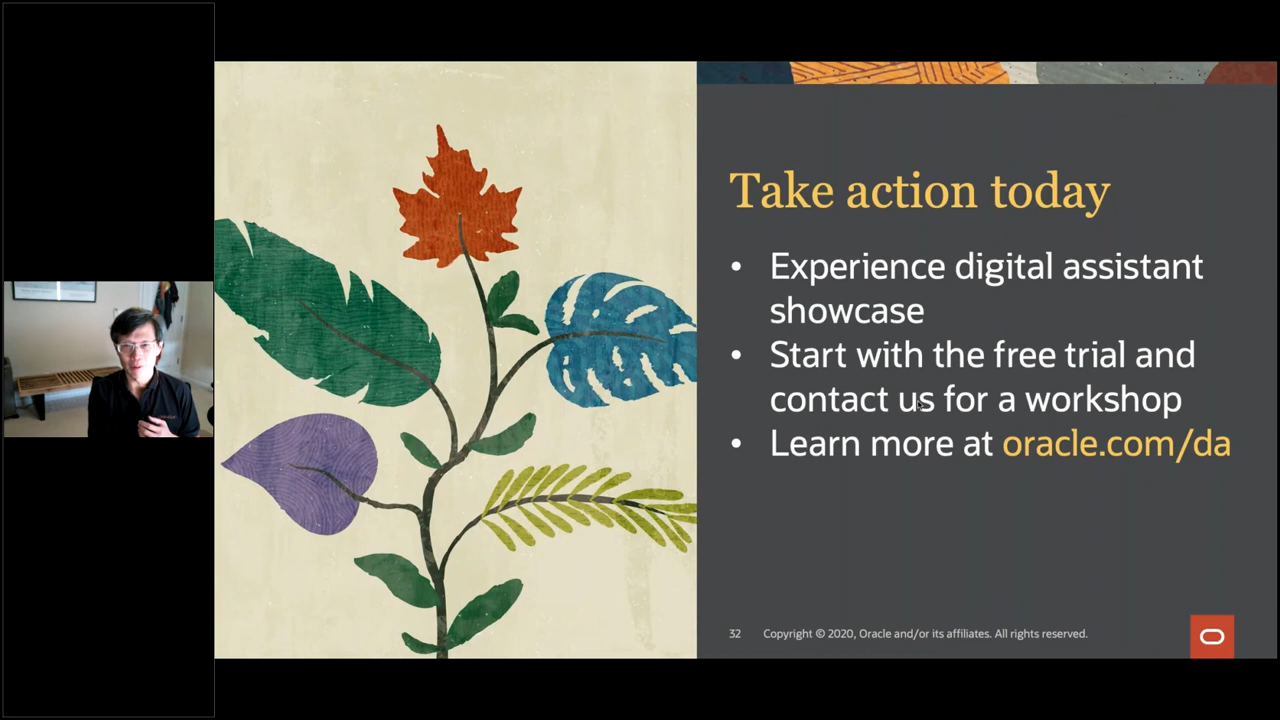 Take action today
• Experience digital assistant
showcase
• Start with the free trial and
contact us for a workshop
• Learn more at oracle.com/da
32 Copyright © 2020, Oracle and/or its affiliates. All rights reserved.